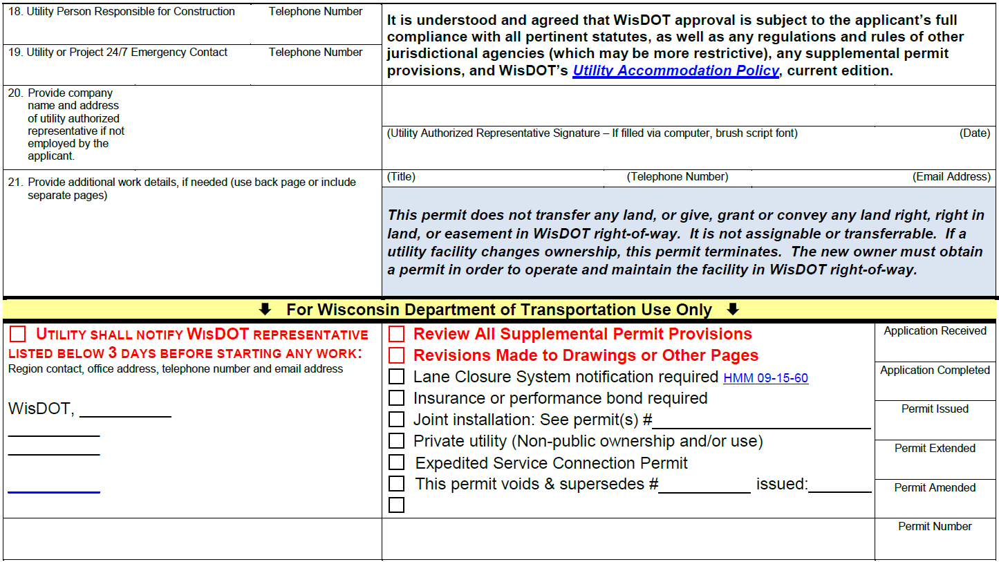 18. Utility Person Responsible for Construction Telephone Number
19. Utility or Project 24/7 Emergency Contact Telephone Number
20. Provide company
name and address
of utility authorized
representative if not
employed by the
applicant.
21. Provide additional work details, if needed (use back page or include
separate pages)
It is understood and agreed that WisDOT approval is subject to the applicant’s full
compliance with all pertinent statutes, as well as any regulations and rules of other
jurisdictional agencies (which may be more restrictive), any supplemental permit
provisions, and WisDOT’s Utility Accommodation Policy, current edition.
(Utility Authorized Representative Signature – If filled via computer, brush script font) (Date)
(Title) (Telephone Number) (Email Address)
This permit does not transfer any land, or give, grant or convey any land right, right in
land, or easement in WisDOT right-of-way. It is not assignable or transferrable. If a
utility facility changes ownership, this permit terminates. The new owner must obtain
a permit in order to operate and maintain the facility in WisDOT right-of-way.
🡇 For Wisconsin Department of Transportation Use Only 🡇
☐ UTILITY SHALL NOTIFY WISDOT REPRESENTATIVE
LISTED BELOW 3 DAYS BEFORE STARTING ANY WORK:
Region contact, office address, telephone number and email address
WisDOT, __________
__________
__________
__________
☐ Review All Supplemental Permit Provisions
☐ Revisions Made to Drawings or Other Pages
☐ Lane Closure System notification required HMM 09-15-60
☐ Insurance or performance bond required
☐ Joint installation: See permit(s) #________________________
☐ Private utility (Non-public ownership and/or use)
☐ Expedited Service Connection Permit
☐ This permit voids & supersedes #__________ issued:_______
☐
Application Received
Application Completed
Permit Issued
Permit Extended
Permit Amended
Permit Number